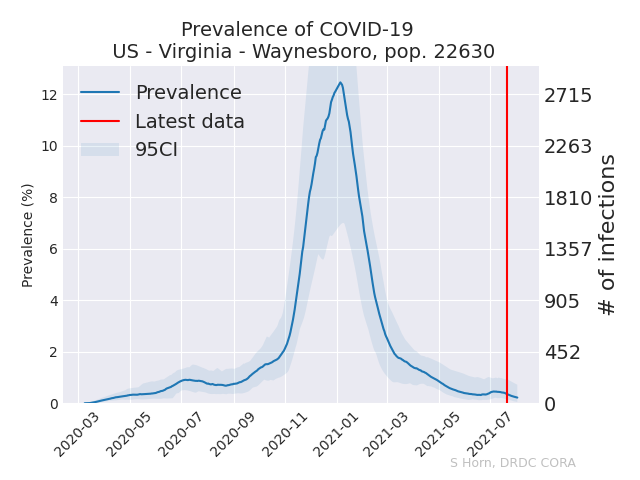 Prevalence of COVID-19
US - Virginia - Waynesboro, pop. 22630
Prevalence
Latest data
95CI
Prevalence (%)
12
10
8
6
4
2
0
2715
2263
1810
1357
905
452
0
# of infections
2020-03
2020-05
2020-07
2020-09
2020-11
2021-01
2021-03
2021-05
2021-07
S Horn, DRDC CORA